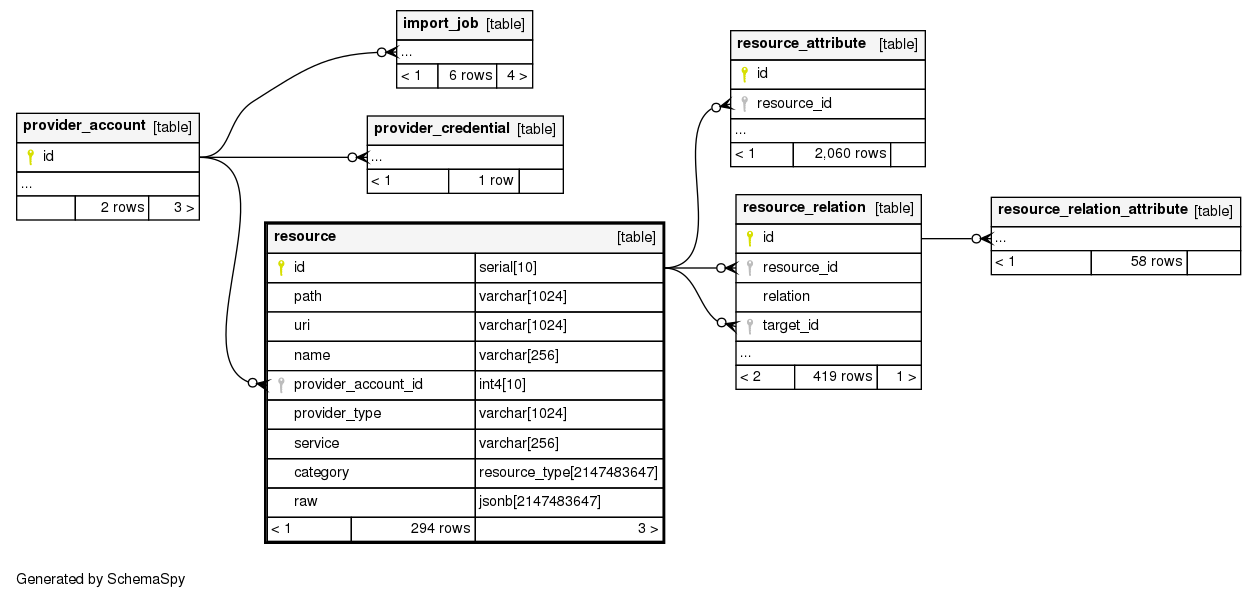 import_job [table]
...
< 1 6 rows 4 >
resource_attribute [table]
id
resource_id
...
< 1 2,060 rows
provider_account [table]
id
...
2 rows 3 >
provider_credential [table]
...
< 1 1 row
resource_relation [table]
id
resource_id
relation
target_id
...
< 2 419 rows 1 >
resource_relation_attribute [table]
...
< 1 58 rows
resource [table]
id serial[10]
path varchar[1024]
uri varchar[1024]
name varchar[256]
provider_account_id int4[10]
provider_type varchar[1024]
service varchar[256]
category resource_type[2147483647]
raw jsonb[2147483647]
< 1 294 rows 3 >
Generated by SchemaSpy